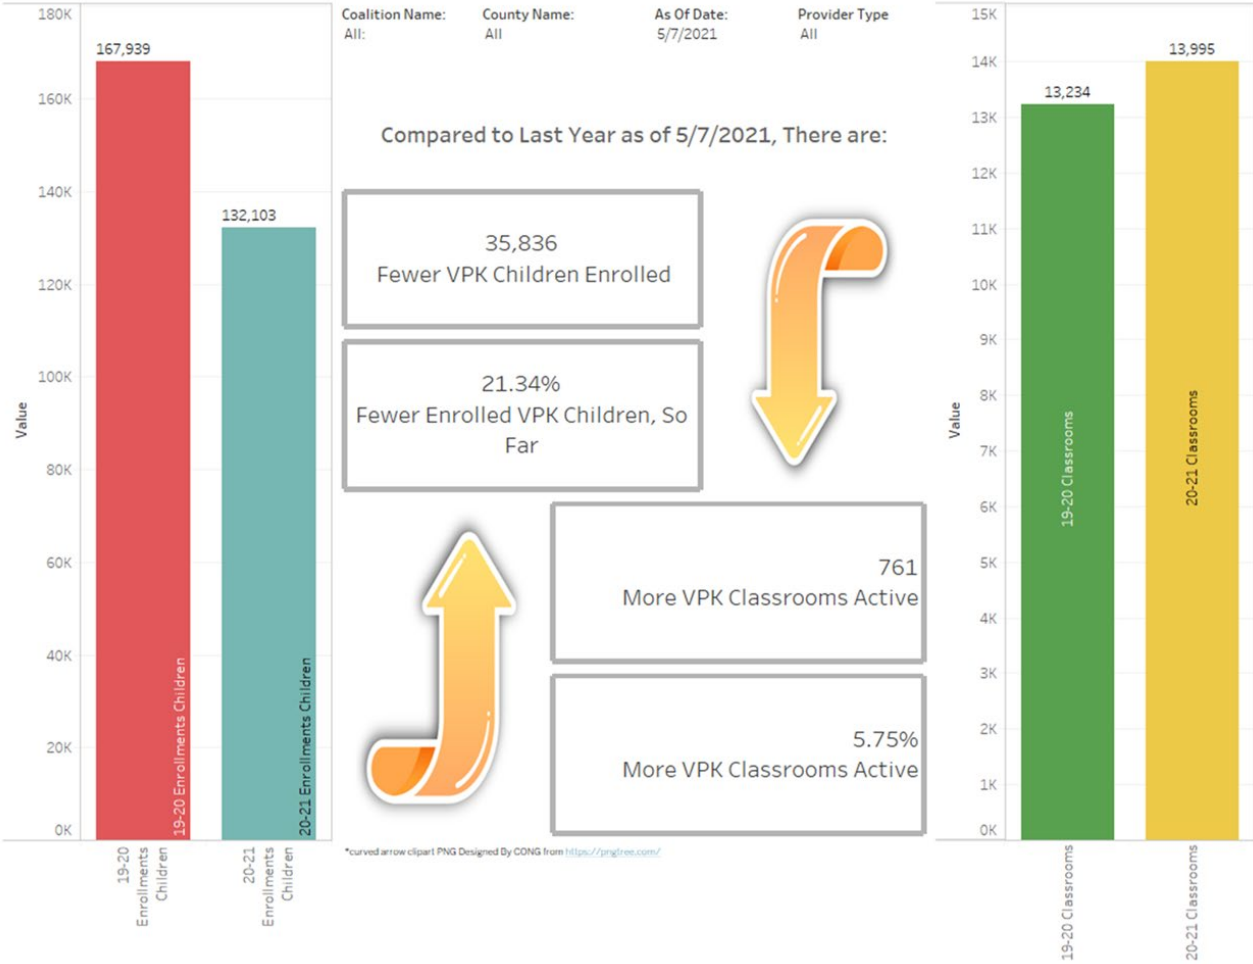 Coalition Name:
All:
County Name:
All
As Of Date:
5/7/2021
Provider Type
All
180K
160K
140K
120K
100K
80K
60K
40K
20K
0K
Value
167,939
132,103
19-20 Enrollments Children
20-21 Enrollments Children
19-20
Enrollments
Children
20-21
Enrollments
Children
Compared to Last Year as of 5/7/2021, There are:
35,836
Fewer VPK Children Enrolled
21.34%
Fewer Enrolled VPK Children, So
Far
761
More VPK Classrooms Active
5.75%
More VPK Classrooms Active
*curved arrow clipart PNG Designed By CONG from https://pngtree.com/
15K
14K
13K
12K
11K
10K
9K
8K
7K
6K
5K
4K
3K
2K
1K
0K
Value
13,234
13,995
19-20 Classrooms
20-21 Classrooms
19-20 Classrooms
20-21 Classrooms